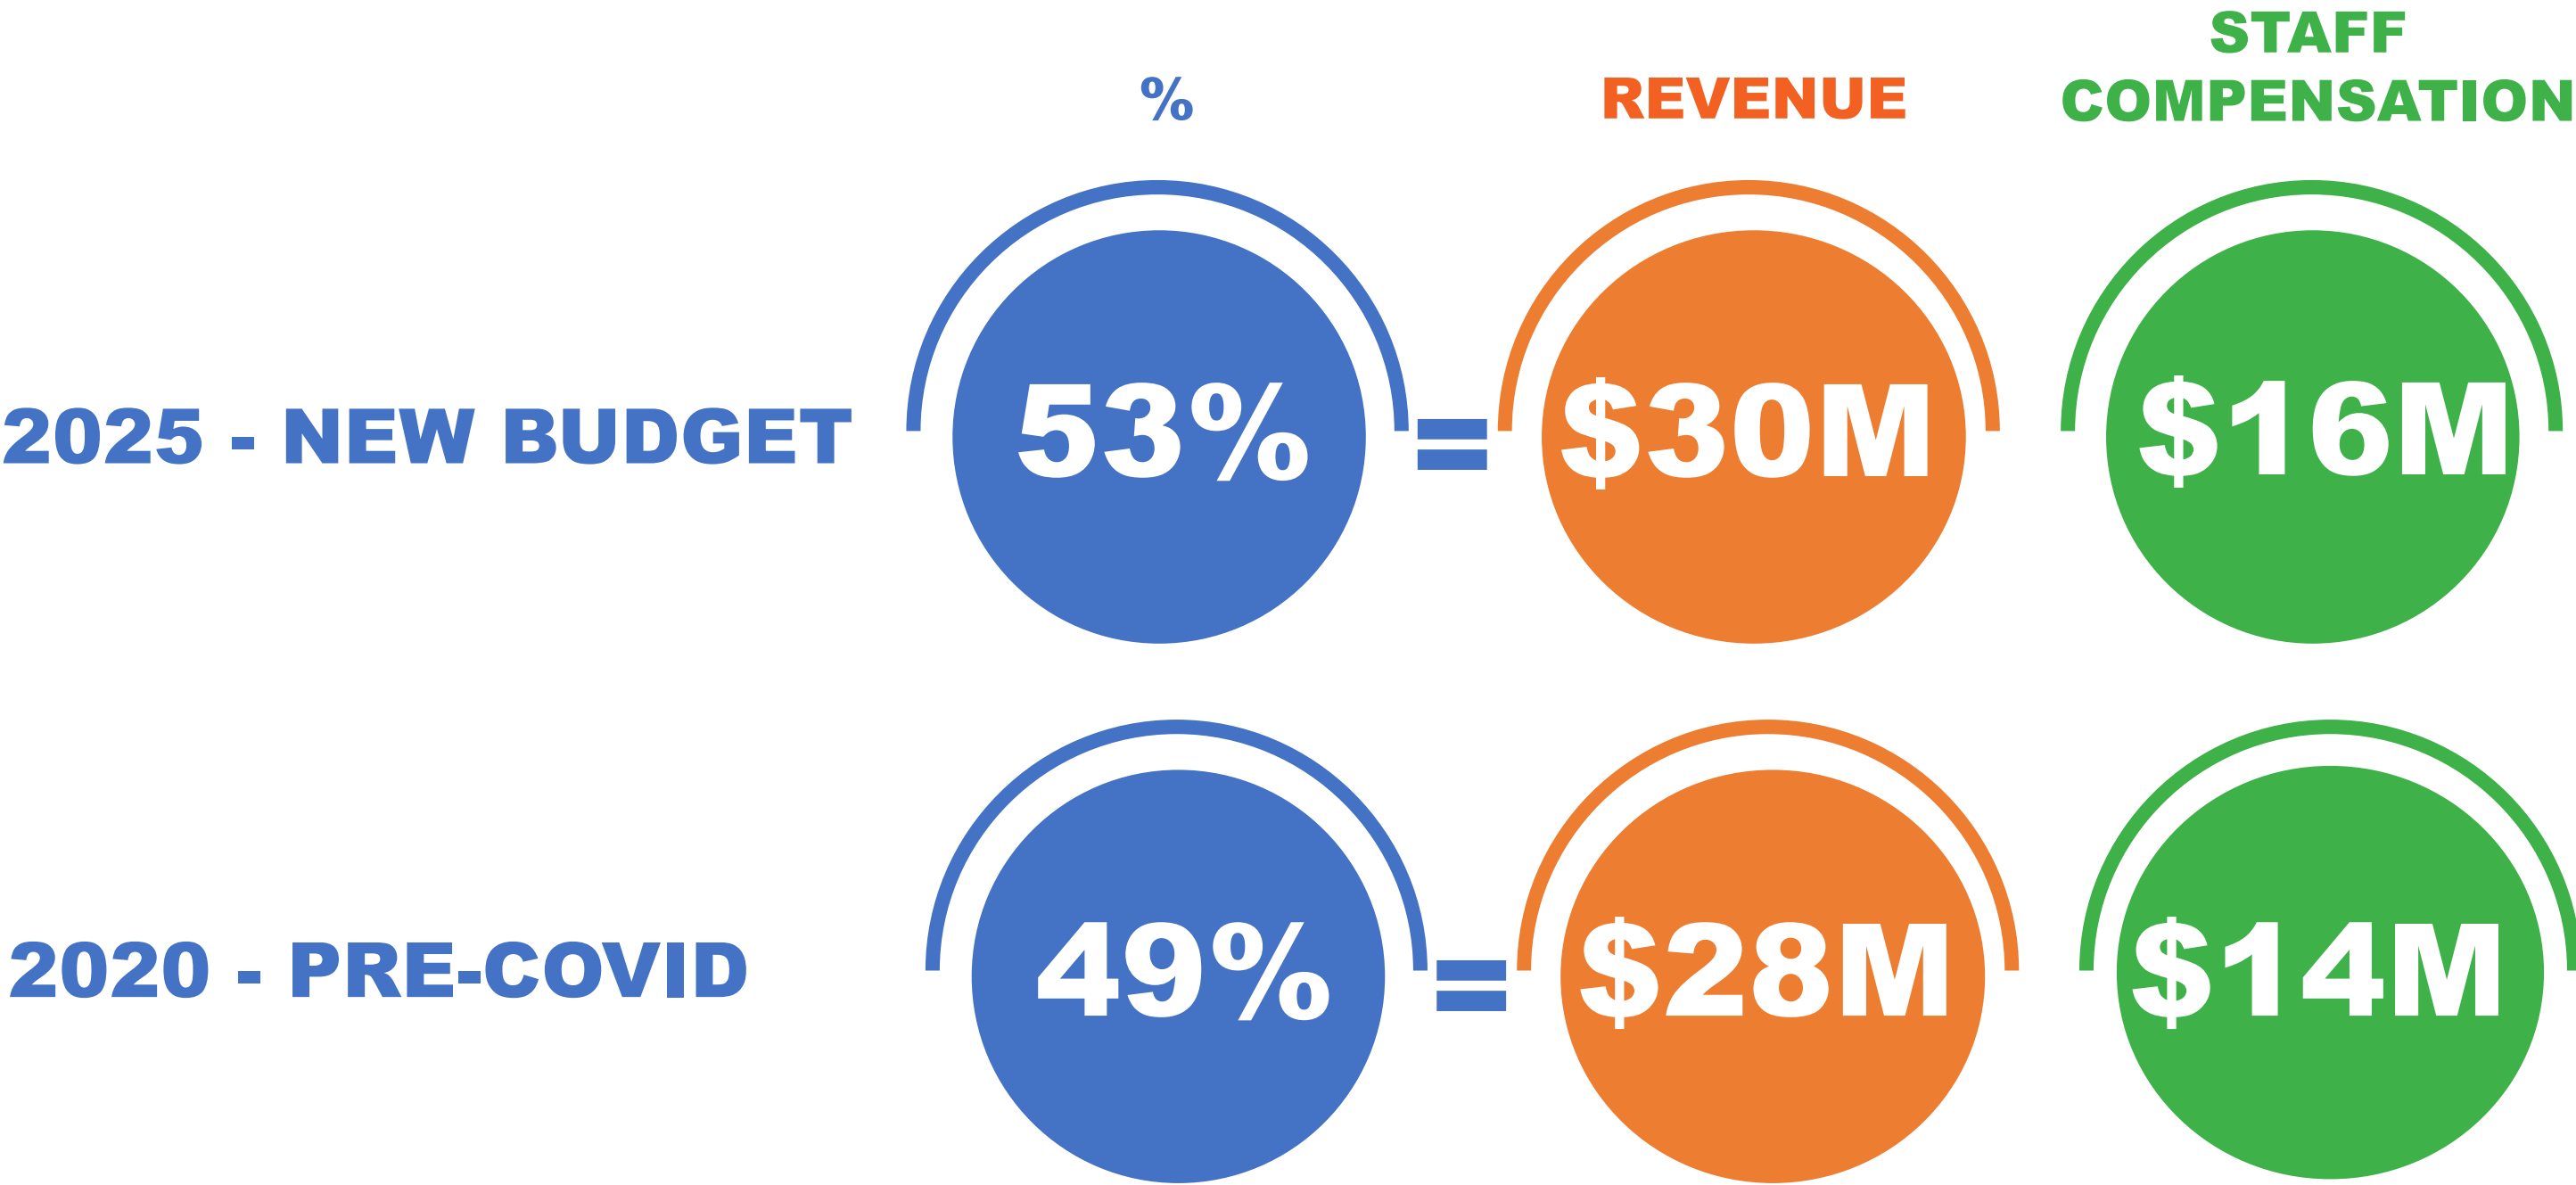 %
REVENUE
STAFF
COMPENSATION
2025 - NEW BUDGET
53%
=
$30M
$16M
2020 - PRE-COVID
49%
=
$28M
$14M